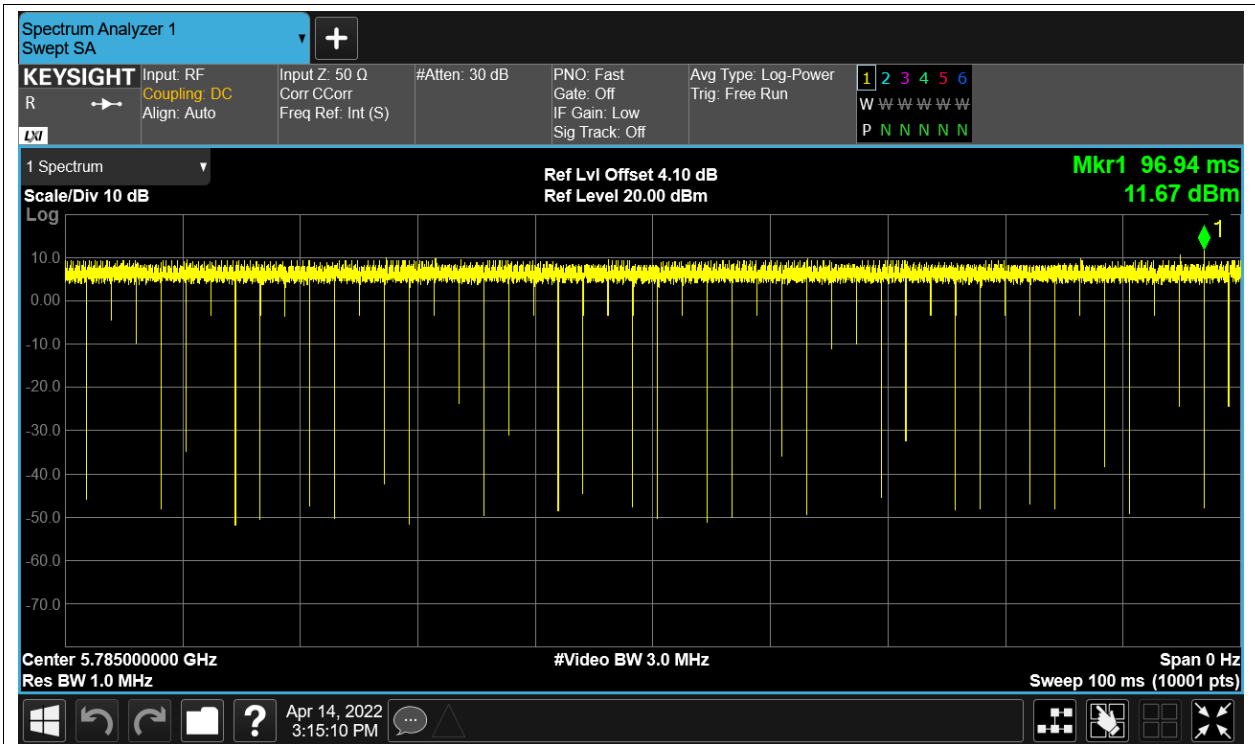 Spectrum Analyzer 1
Swept SA
+
KEYSIGHT
R
LXI
Input: RF
Coupling: DC
Align: Auto
Input Z: 50 Ω
Corr CCorr
Freq Ref: Int (S)
#Atten: 30 dB
PNO: Fast
Gate: Off
IF Gain: Low
Sig Track: Off
Avg Type: Log-Power
Trig: Free Run
1 2 3 4 5 6
W W W W W W
P N N N N N
1 Spectrum
Scale/Div 10 dB
Ref Lvl Offset 4.10 dB
Ref Level 20.00 dBm
Mkr1 96.94 ms
11.67 dBm
Log
1
10.0
0.00
-10.0
-20.0
-30.0
-40.0
-50.0
-60.0
-70.0
Center 5.785000000 GHz
#Video BW 3.0 MHz
Span 0 Hz
Res BW 1.0 MHz
Sweep 100 ms (10001 pts)
?
Apr 14, 2022
3:15:10 PM